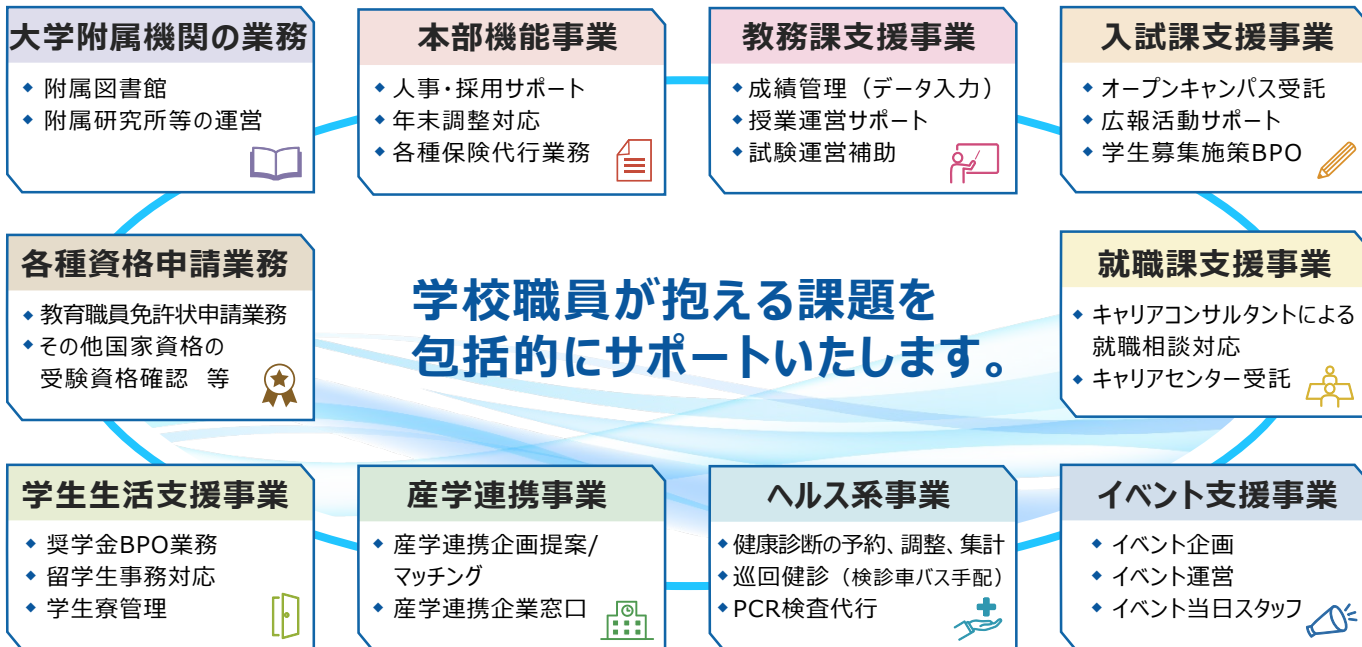 大学附属機関の業務
◆ 附属図書館
◆ 附属研究所等の運営
本部機能事業
◆ 人事・採用サポート
◆ 年末調整対応
◆ 各種保険代行業務
教務課支援事業
◆ 成績管理（データ入力）
◆ 授業運営サポート
◆ 試験運営補助
入試課支援事業
◆ オープンキャンパス受託
◆ 広報活動サポート
◆ 学生募集施策BPO
各種資格申請業務
◆ 教育職員免許状申請業務
◆ その他国家資格の
受験資格確認 等
学校職員が抱える課題を
包括的にサポートいたします。
就職課支援事業
◆ キャリアコンサルタントによる
就職相談対応
◆ キャリアセンター受託
学生生活支援事業
◆ 奨学金BPO業務
◆ 留学生事務対応
◆ 学生寮管理
産学連携事業
◆ 産学連携企画提案/
マッチング
◆ 産学連携企業窓口
ヘルス系事業
◆ 健康診断の予約、調整、集計
◆ 巡回健診（検診車バス手配）
◆ PCR検査代行
イベント支援事業
◆ イベント企画
◆ イベント運営
◆ イベント当日スタッフ